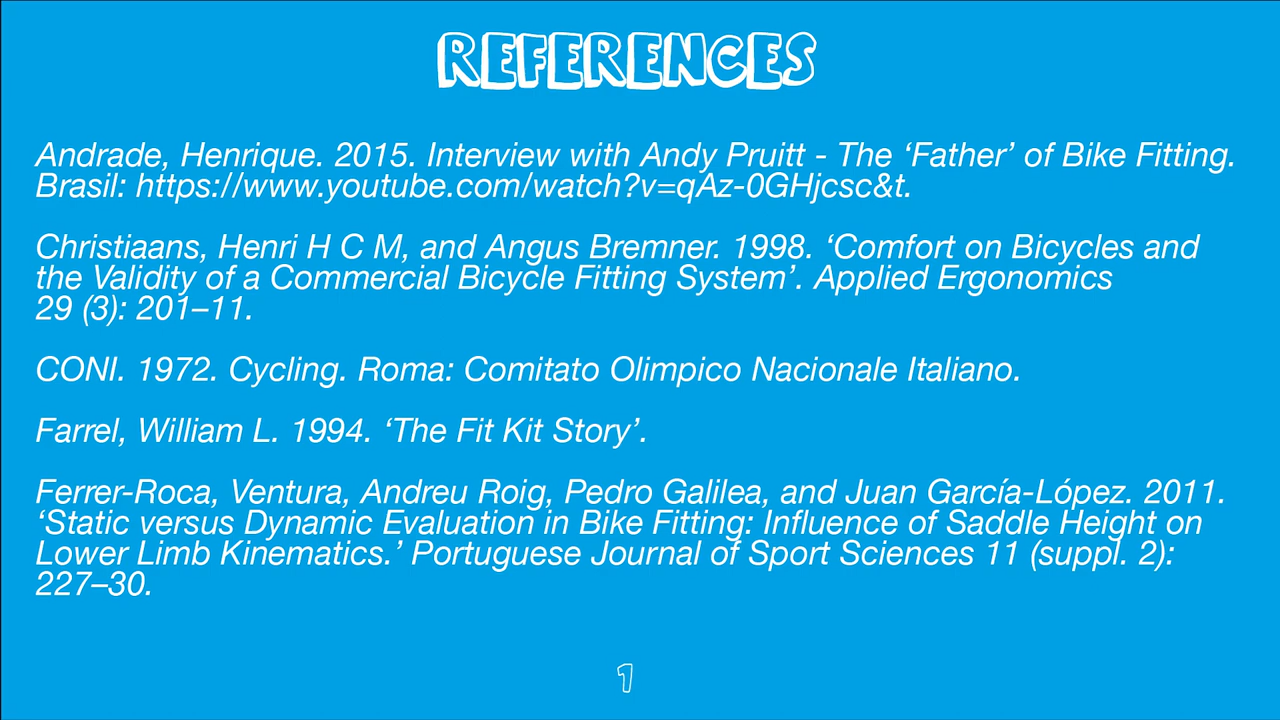 REFERENCES
Andrade, Henrique. 2015. Interview with Andy Pruitt - The ‘Father’ of Bike Fitting.
Brasil: https://www.youtube.com/watch?v=qAz-0GHjcsc&t.
Christiaans, Henri H C M, and Angus Bremner. 1998. ‘Comfort on Bicycles and
the Validity of a Commercial Bicycle Fitting System’. Applied Ergonomics
29 (3): 201–11.
CONI. 1972. Cycling. Roma: Comitato Olimpico Nacionale Italiano.
Farrel, William L. 1994. ‘The Fit Kit Story’.
Ferrer-Roca, Ventura, Andreu Roig, Pedro Galilea, and Juan García-López. 2011.
‘Static versus Dynamic Evaluation in Bike Fitting: Influence of Saddle Height on
Lower Limb Kinematics.’ Portuguese Journal of Sport Sciences 11 (suppl. 2):
227–30.
1